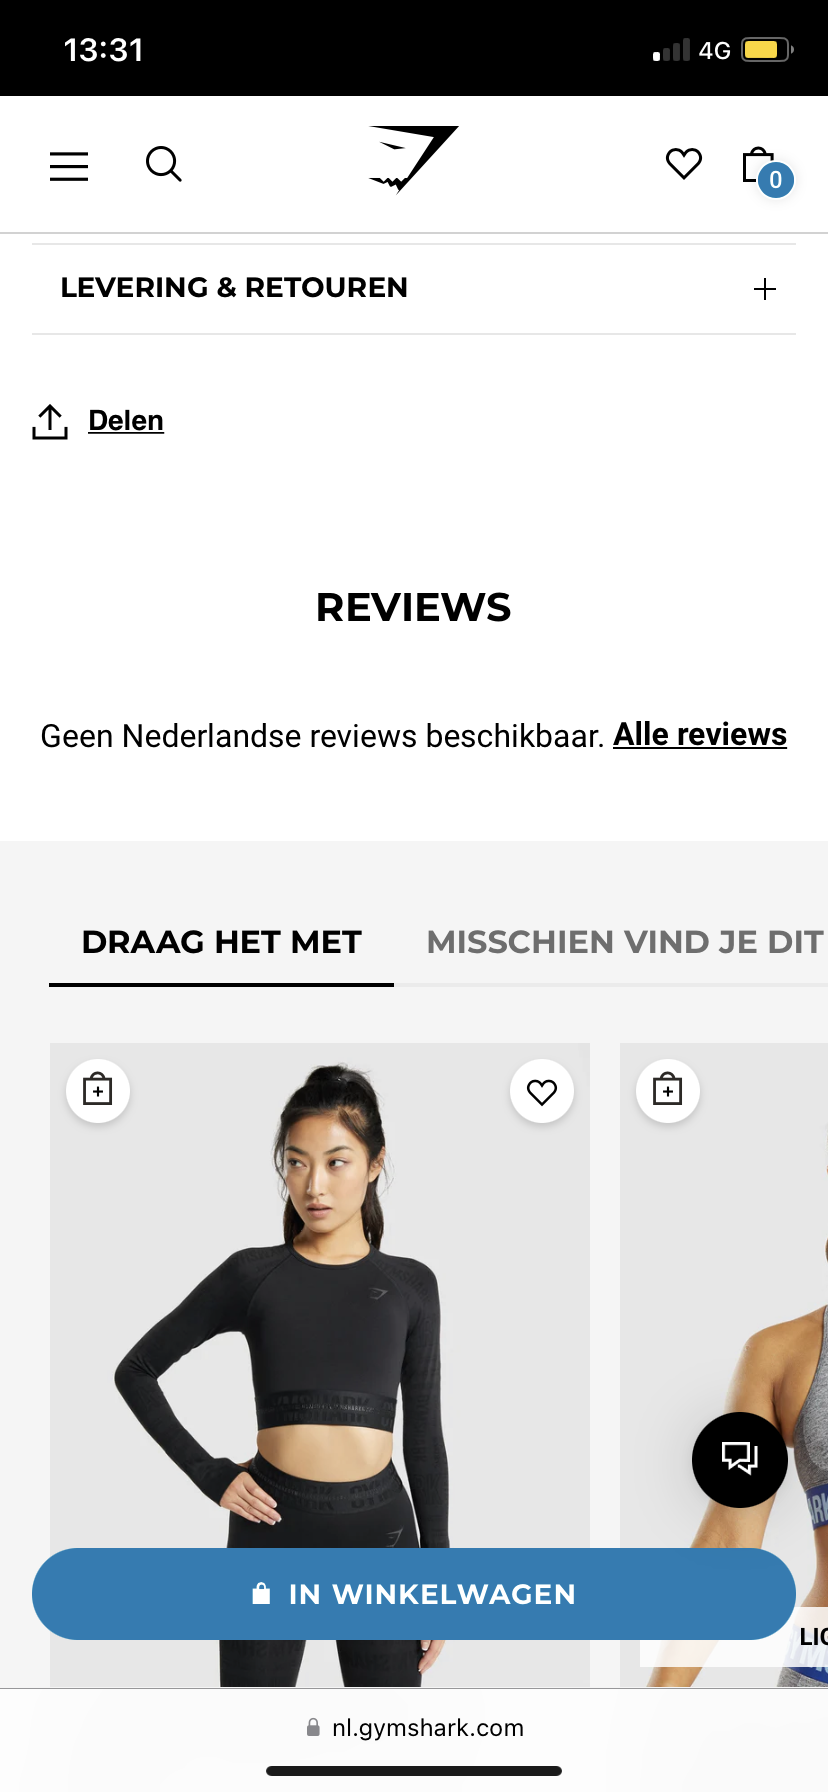 13:31
4G
0
LEVERING & RETOUREN
Delen
REVIEWS
Geen Nederlandse reviews beschikbaar. Alle reviews
DRAAG HET MET
MISSCHIEN VIND JE DIT
IN WINKELWAGEN
nl.gymshark.com